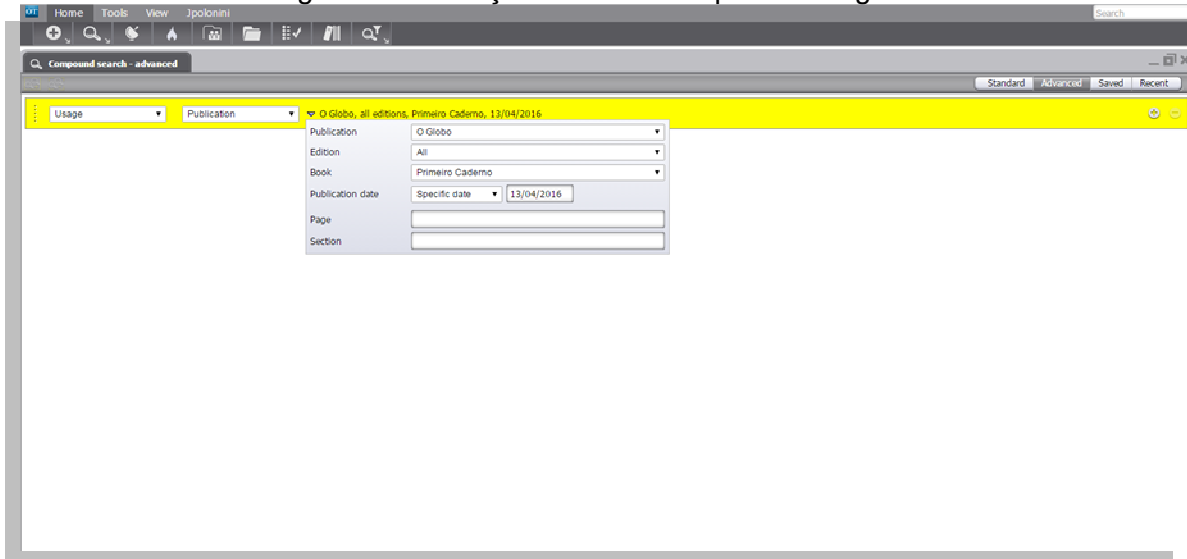 OT Home Tools View Jpolonini Search
Compound search - advanced
Standard Advanced Saved Recent
Usage Publication O Globo, all editions, Primeiro Caderno, 13/04/2016
Publication O Globo
Edition All
Book Primeiro Caderno
Publication date Specific date 13/04/2016
Page
Section